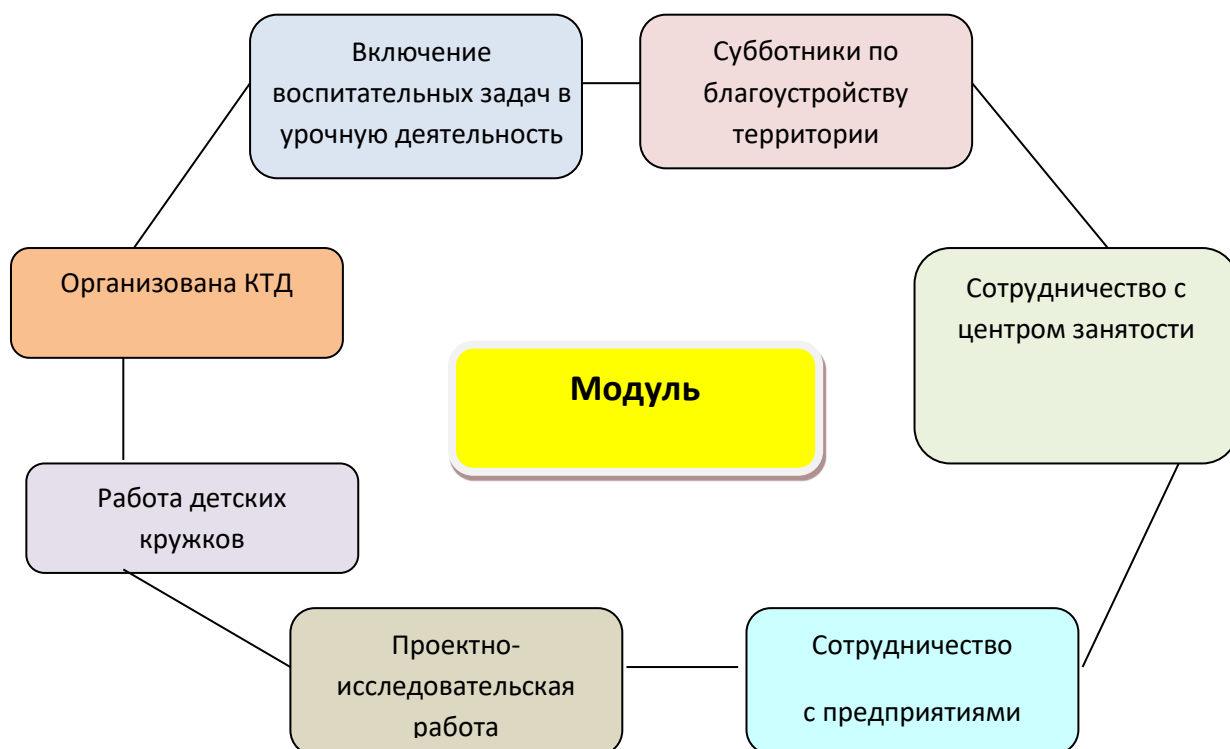 Включение
воспитательных задач в
урочную деятельность
Субботники по
благоустройству
территории
Организована КТД
Сотрудничество с
центром занятости
Модуль
Работа детских
кружков
Проектно-
исследовательская
работа
Сотрудничество
с предприятиями